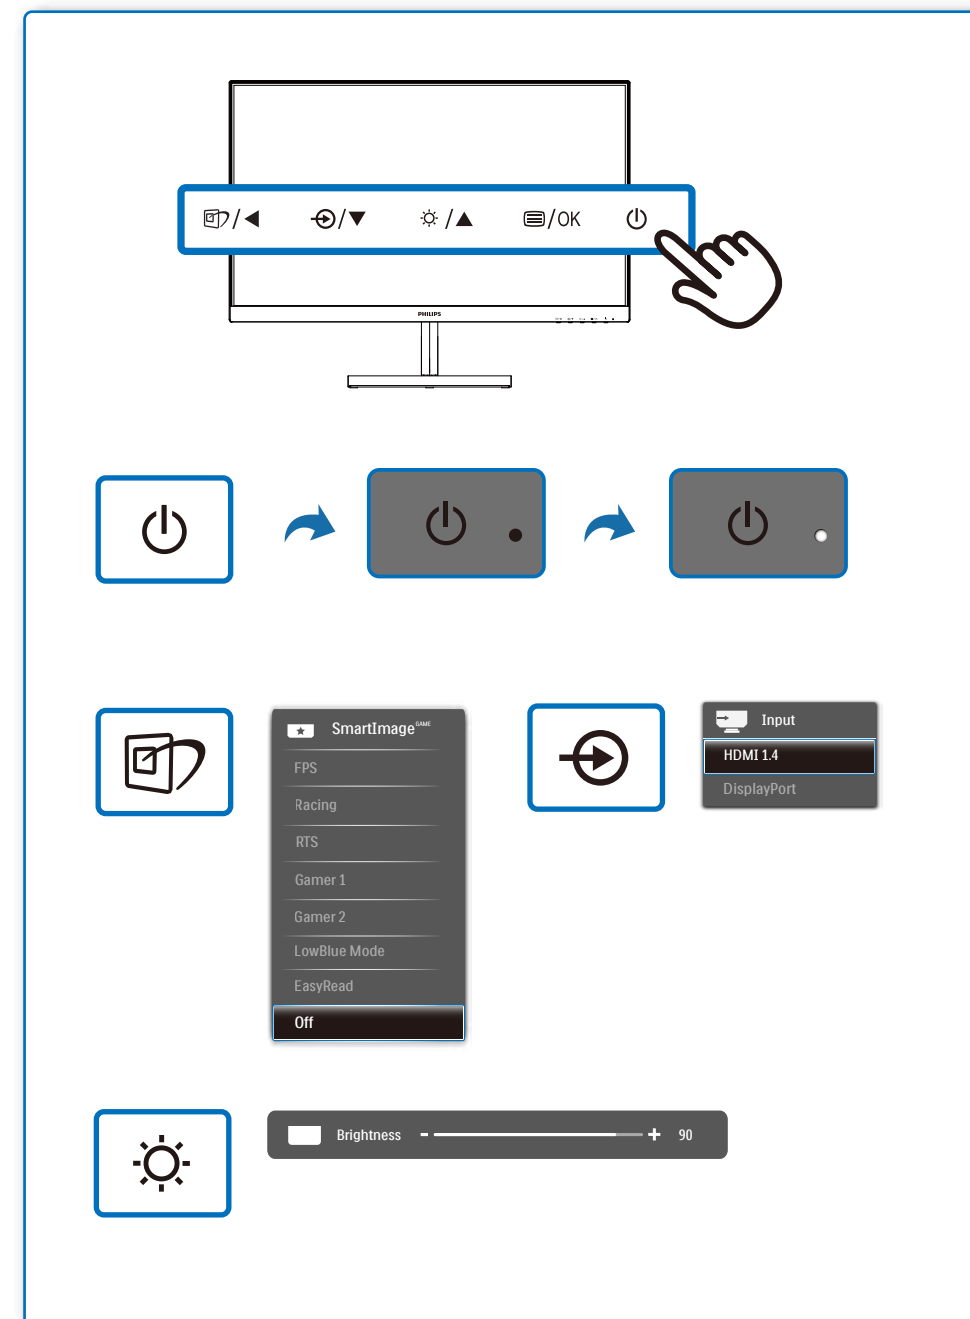 /OK
PHILIPS
SmartImage GAME
FPS
Racing
RTS
Gamer 1
Gamer 2
LowBlue Mode
EasyRead
Off
Input
HDMI 1.4
DisplayPort
Brightness - + 90